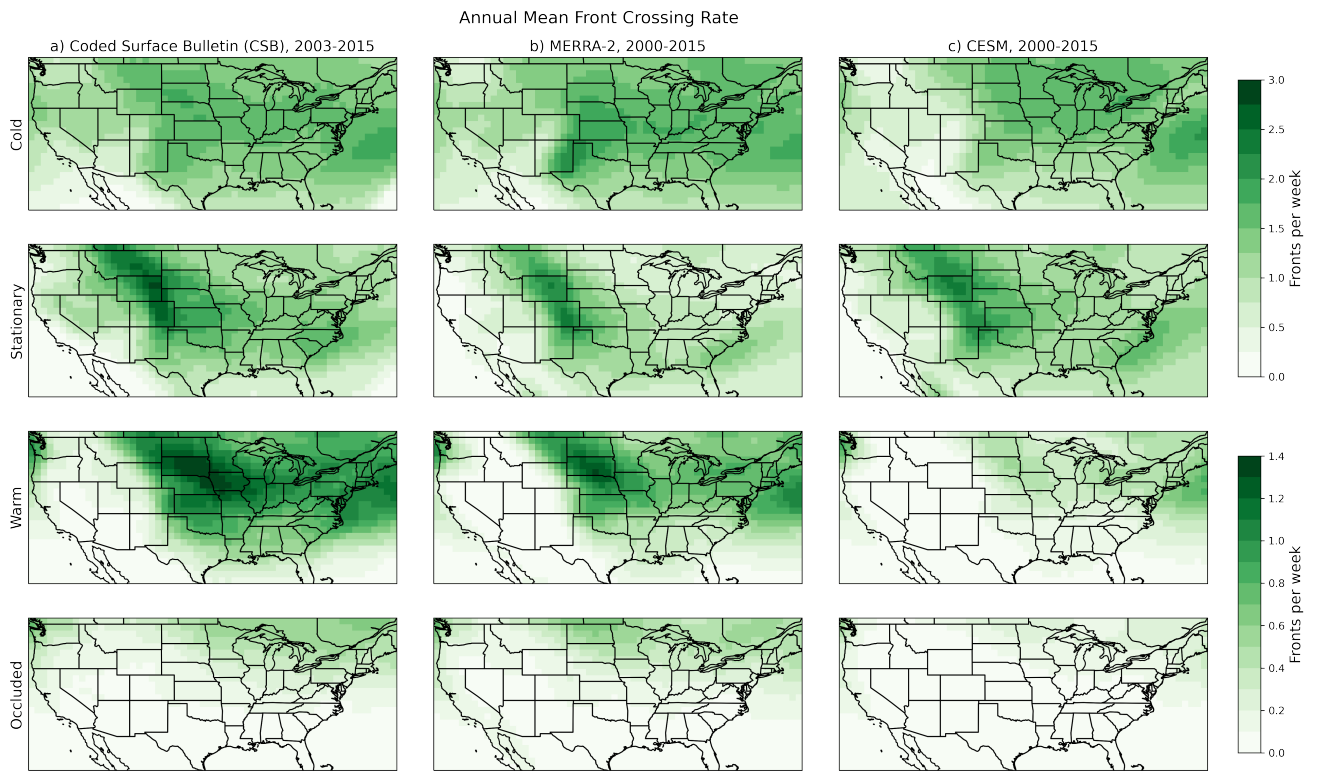 Annual Mean Front Crossing Rate
a) Coded Surface Bulletin (CSB), 2003-2015
b) MERRA-2, 2000-2015
c) CESM, 2000-2015
Cold
Stationary
Warm
Occluded
3.0
2.5
2.0
1.5
1.0
0.5
0.0
Fronts per week
1.4
1.2
1.0
0.8
0.6
0.4
0.2
0.0
Fronts per week